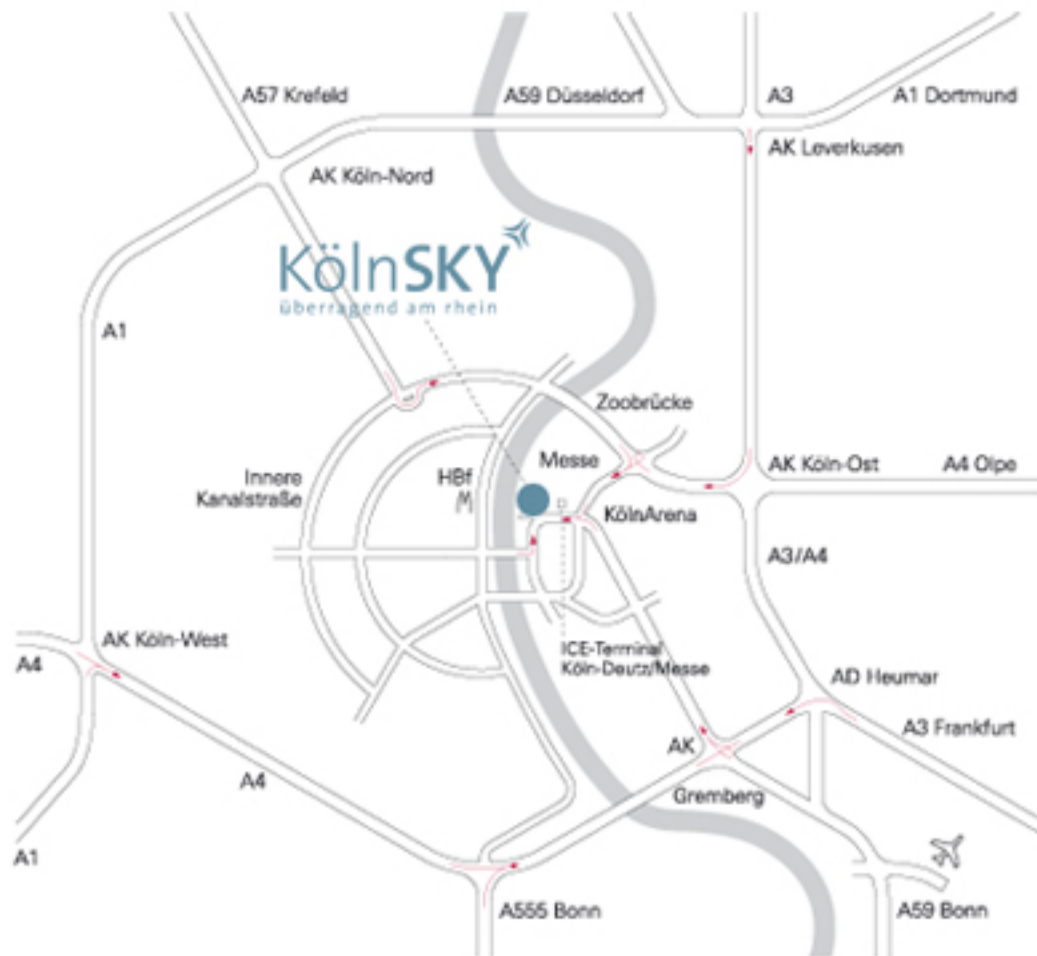 A57 Krefeld
A59 Düsseldorf
A3
A1 Dortmund
AK Leverkusen
AK Köln-Nord
KölnSKY
überragend am rhein
A1
Zoobrücke
Messe
AK Köln-Ost
A4 Olpe
Innere
Kanalstraße
HBf
KölnArena
A3/A4
AK Köln-West
A4
ICE-Terminal
Köln-Deutz/Messe
AD Heumar
A3 Frankfurt
AK
Gremberg
A4
A1
A555 Bonn
A59 Bonn